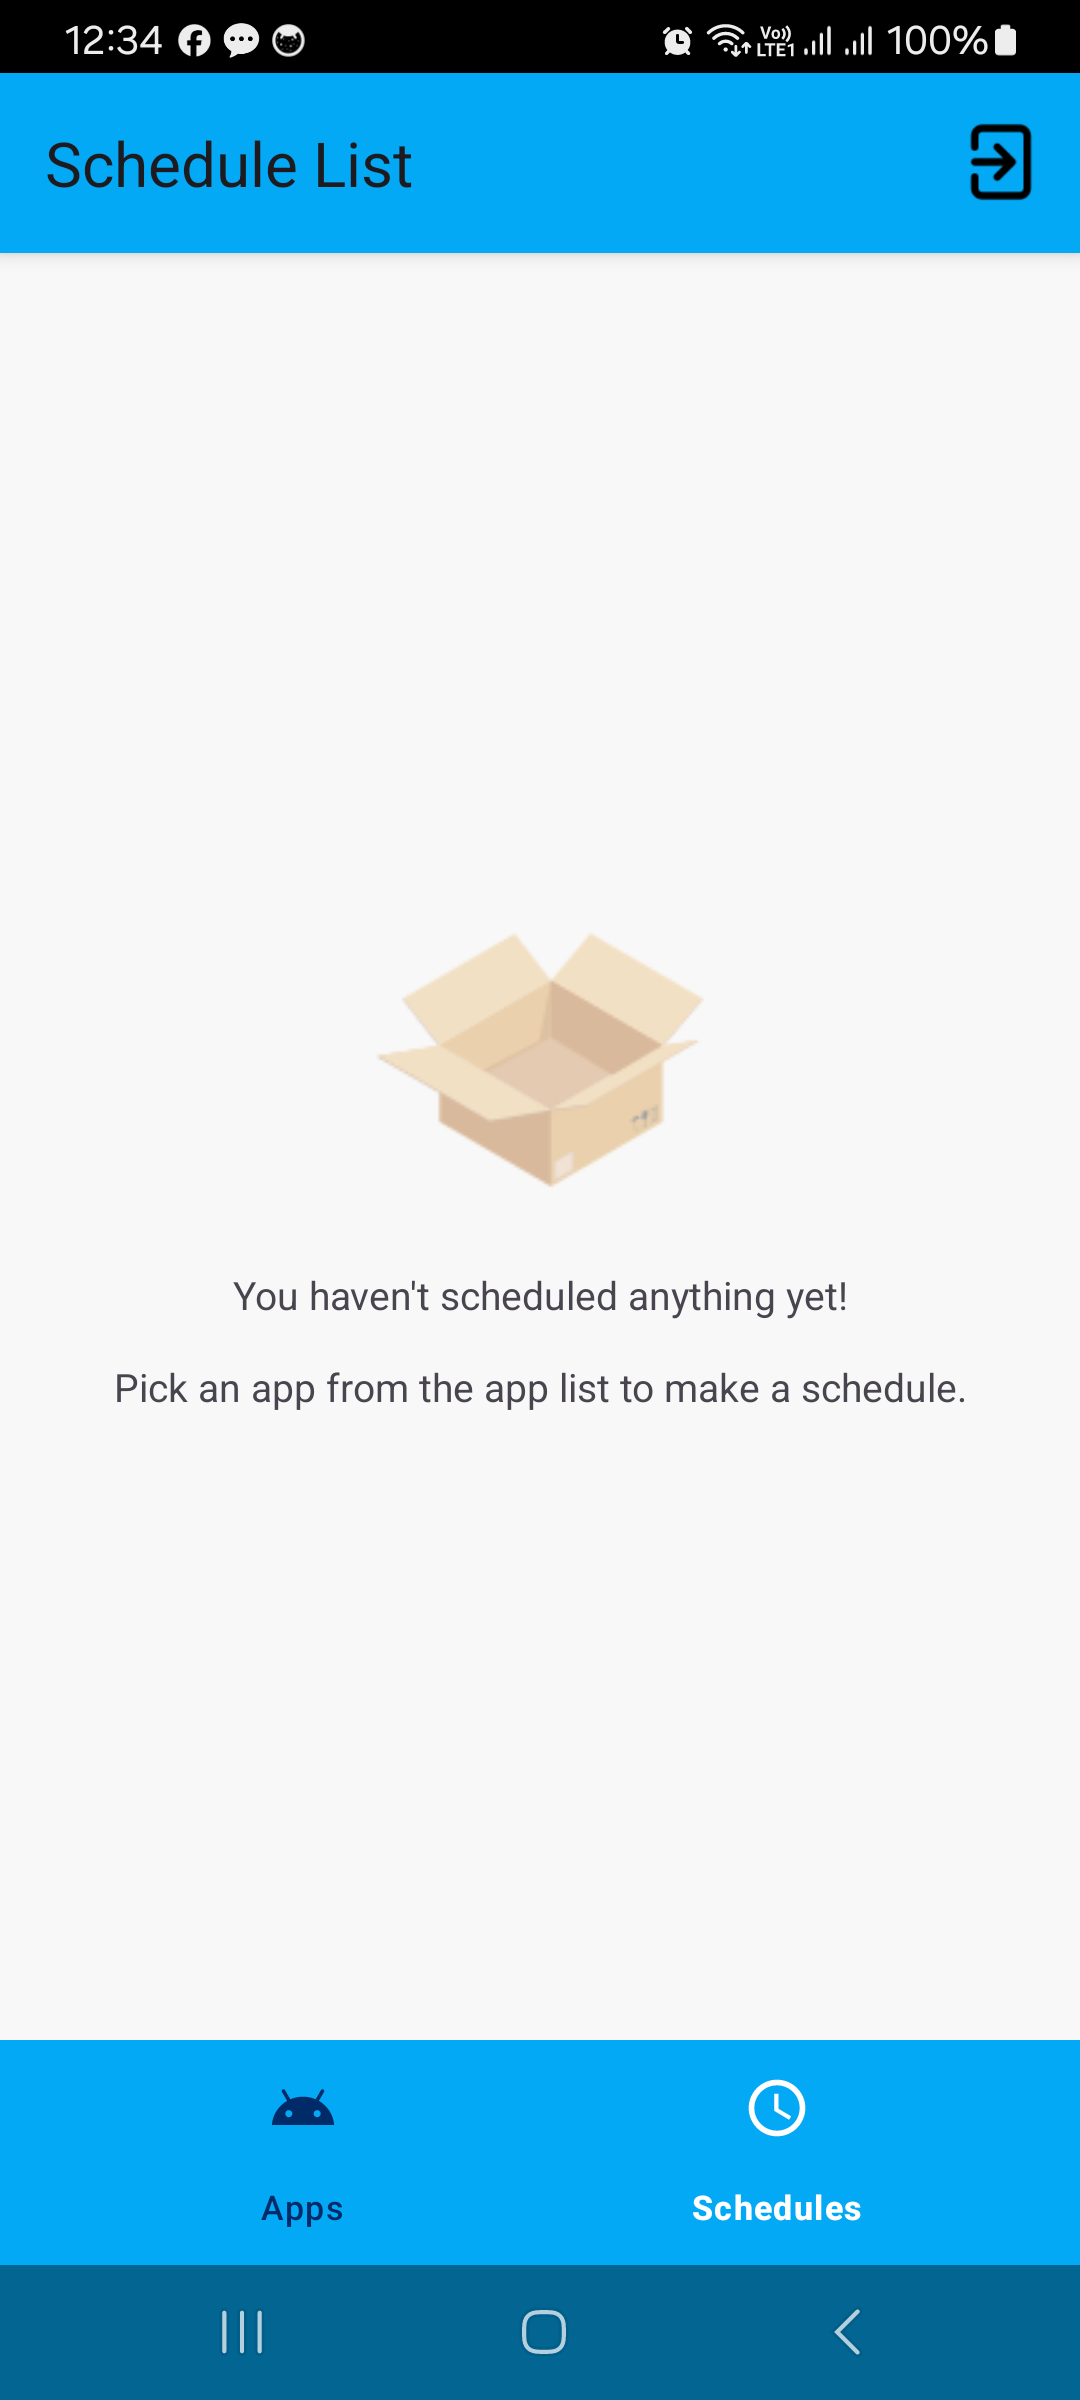 12:34 Vo)) LTE1 100%
Schedule List
You haven't scheduled anything yet!
Pick an app from the app list to make a schedule.
Apps Schedules